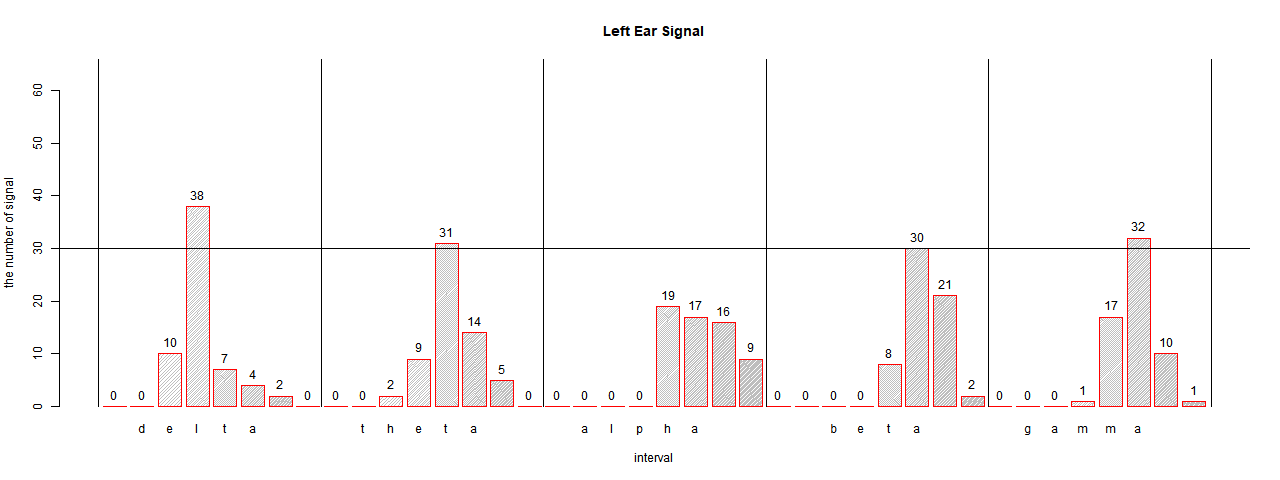 Left Ear Signal
the number of signal
60
50
40
30
20
10
0
0 0 10 38 7 4 2 0 0 0 2 9 31 14 5 0 0 0 0 0 19 17 16 9 0 0 0 0 8 30 21 2 0 0 0 1 17 32 10 1
d e l t a t h e t a a l p h a b e t a g a m m a
interval